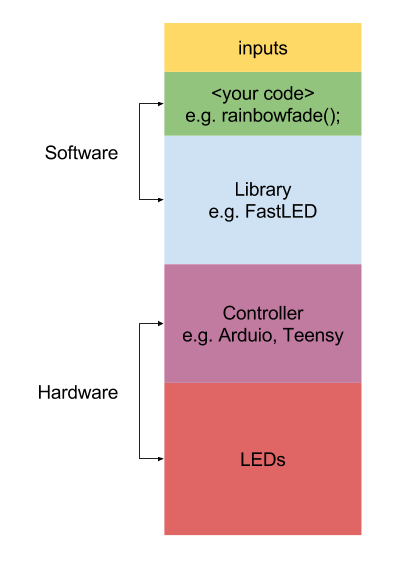 inputs
<your code>
e.g. rainbowfade();
Software
Library
e.g. FastLED
Controller
e.g. Arduio, Teensy
Hardware
LEDs